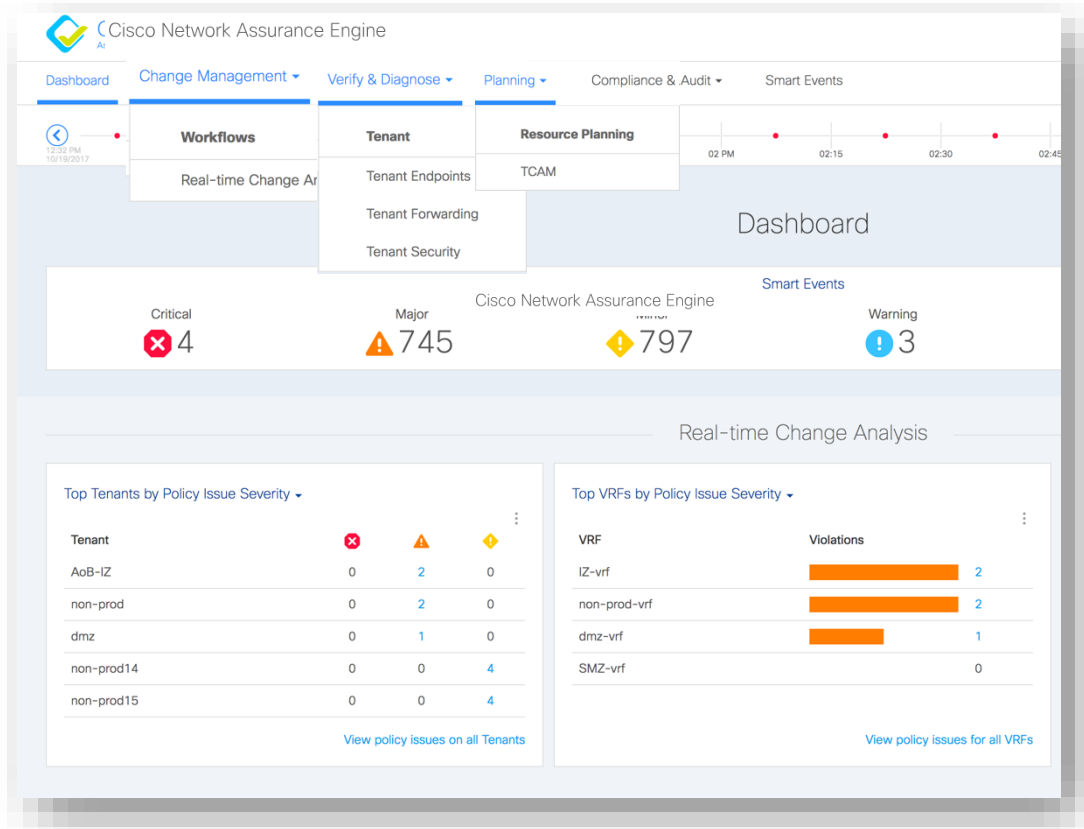 Cisco Network Assurance Engine
Dashboard Change Management Verify & Diagnose Planning Compliance & Audit Smart Events
Workflows Tenant Resource Planning
12:32 PM 02 PM 02:15 02:30 02:45
10/19/2017
Real-time Change Tenant Endpoints TCAM
Tenant Forwarding
Tenant Security
Dashboard
Smart Events
Cisco Network Assurance Engine
Critical Major Minor Warning
4 745 797 3
Real-time Change Analysis
Top Tenants by Policy Issue Severity
Tenant
AoB-IZ 0 2 0
non-prod 0 2 0
dmz 0 1 0
non-prod14 0 0 4
non-prod15 0 0 4
View policy issues on all Tenants
Top VRFs by Policy Issue Severity
VRF Violations
IZ-vrf 2
non-prod-vrf 2
dmz-vrf 1
SMZ-vrf 0
View policy issues for all VRFs